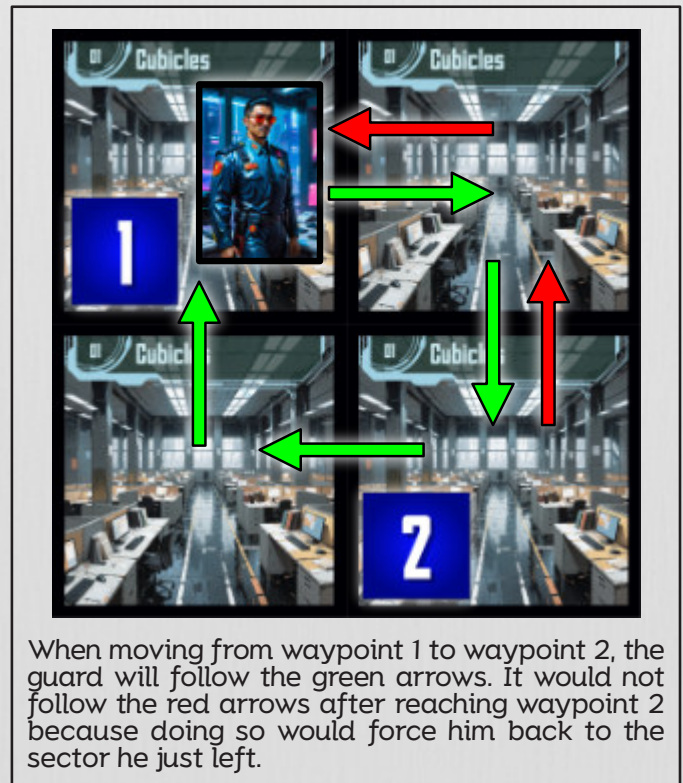 01 Cubicles
01 Cubicles
1
01 Cubicles
01 Cubicles
2
When moving from waypoint 1 to waypoint 2, the
guard will follow the green arrows. It would not
follow the red arrows after reaching waypoint 2
because doing so would force him back to the
sector he just left.